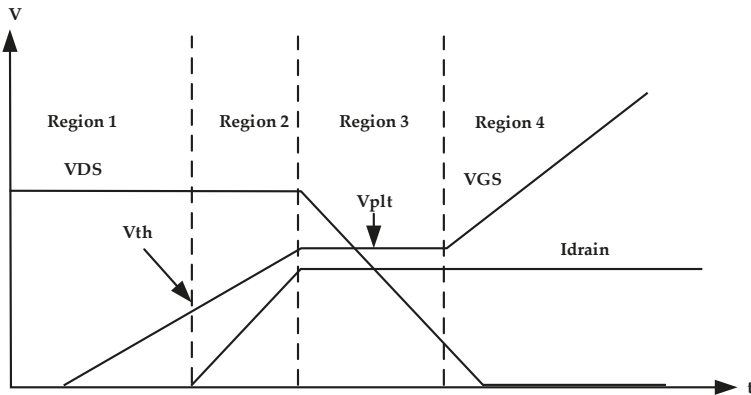 V
Region 1
Region 2
Region 3
Region 4
VDS
VGS
Vplt
Vth
Idrain
t